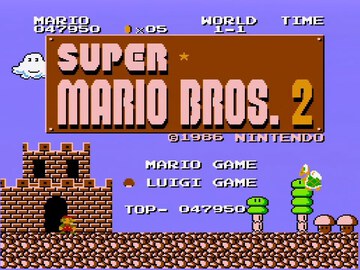 MARIO WORLD TIME
047950 ×05 1-1
SUPER
MARIO BROS. 2
©1986 NINTENDO
MARIO GAME
LUIGI GAME
TOP- 047950